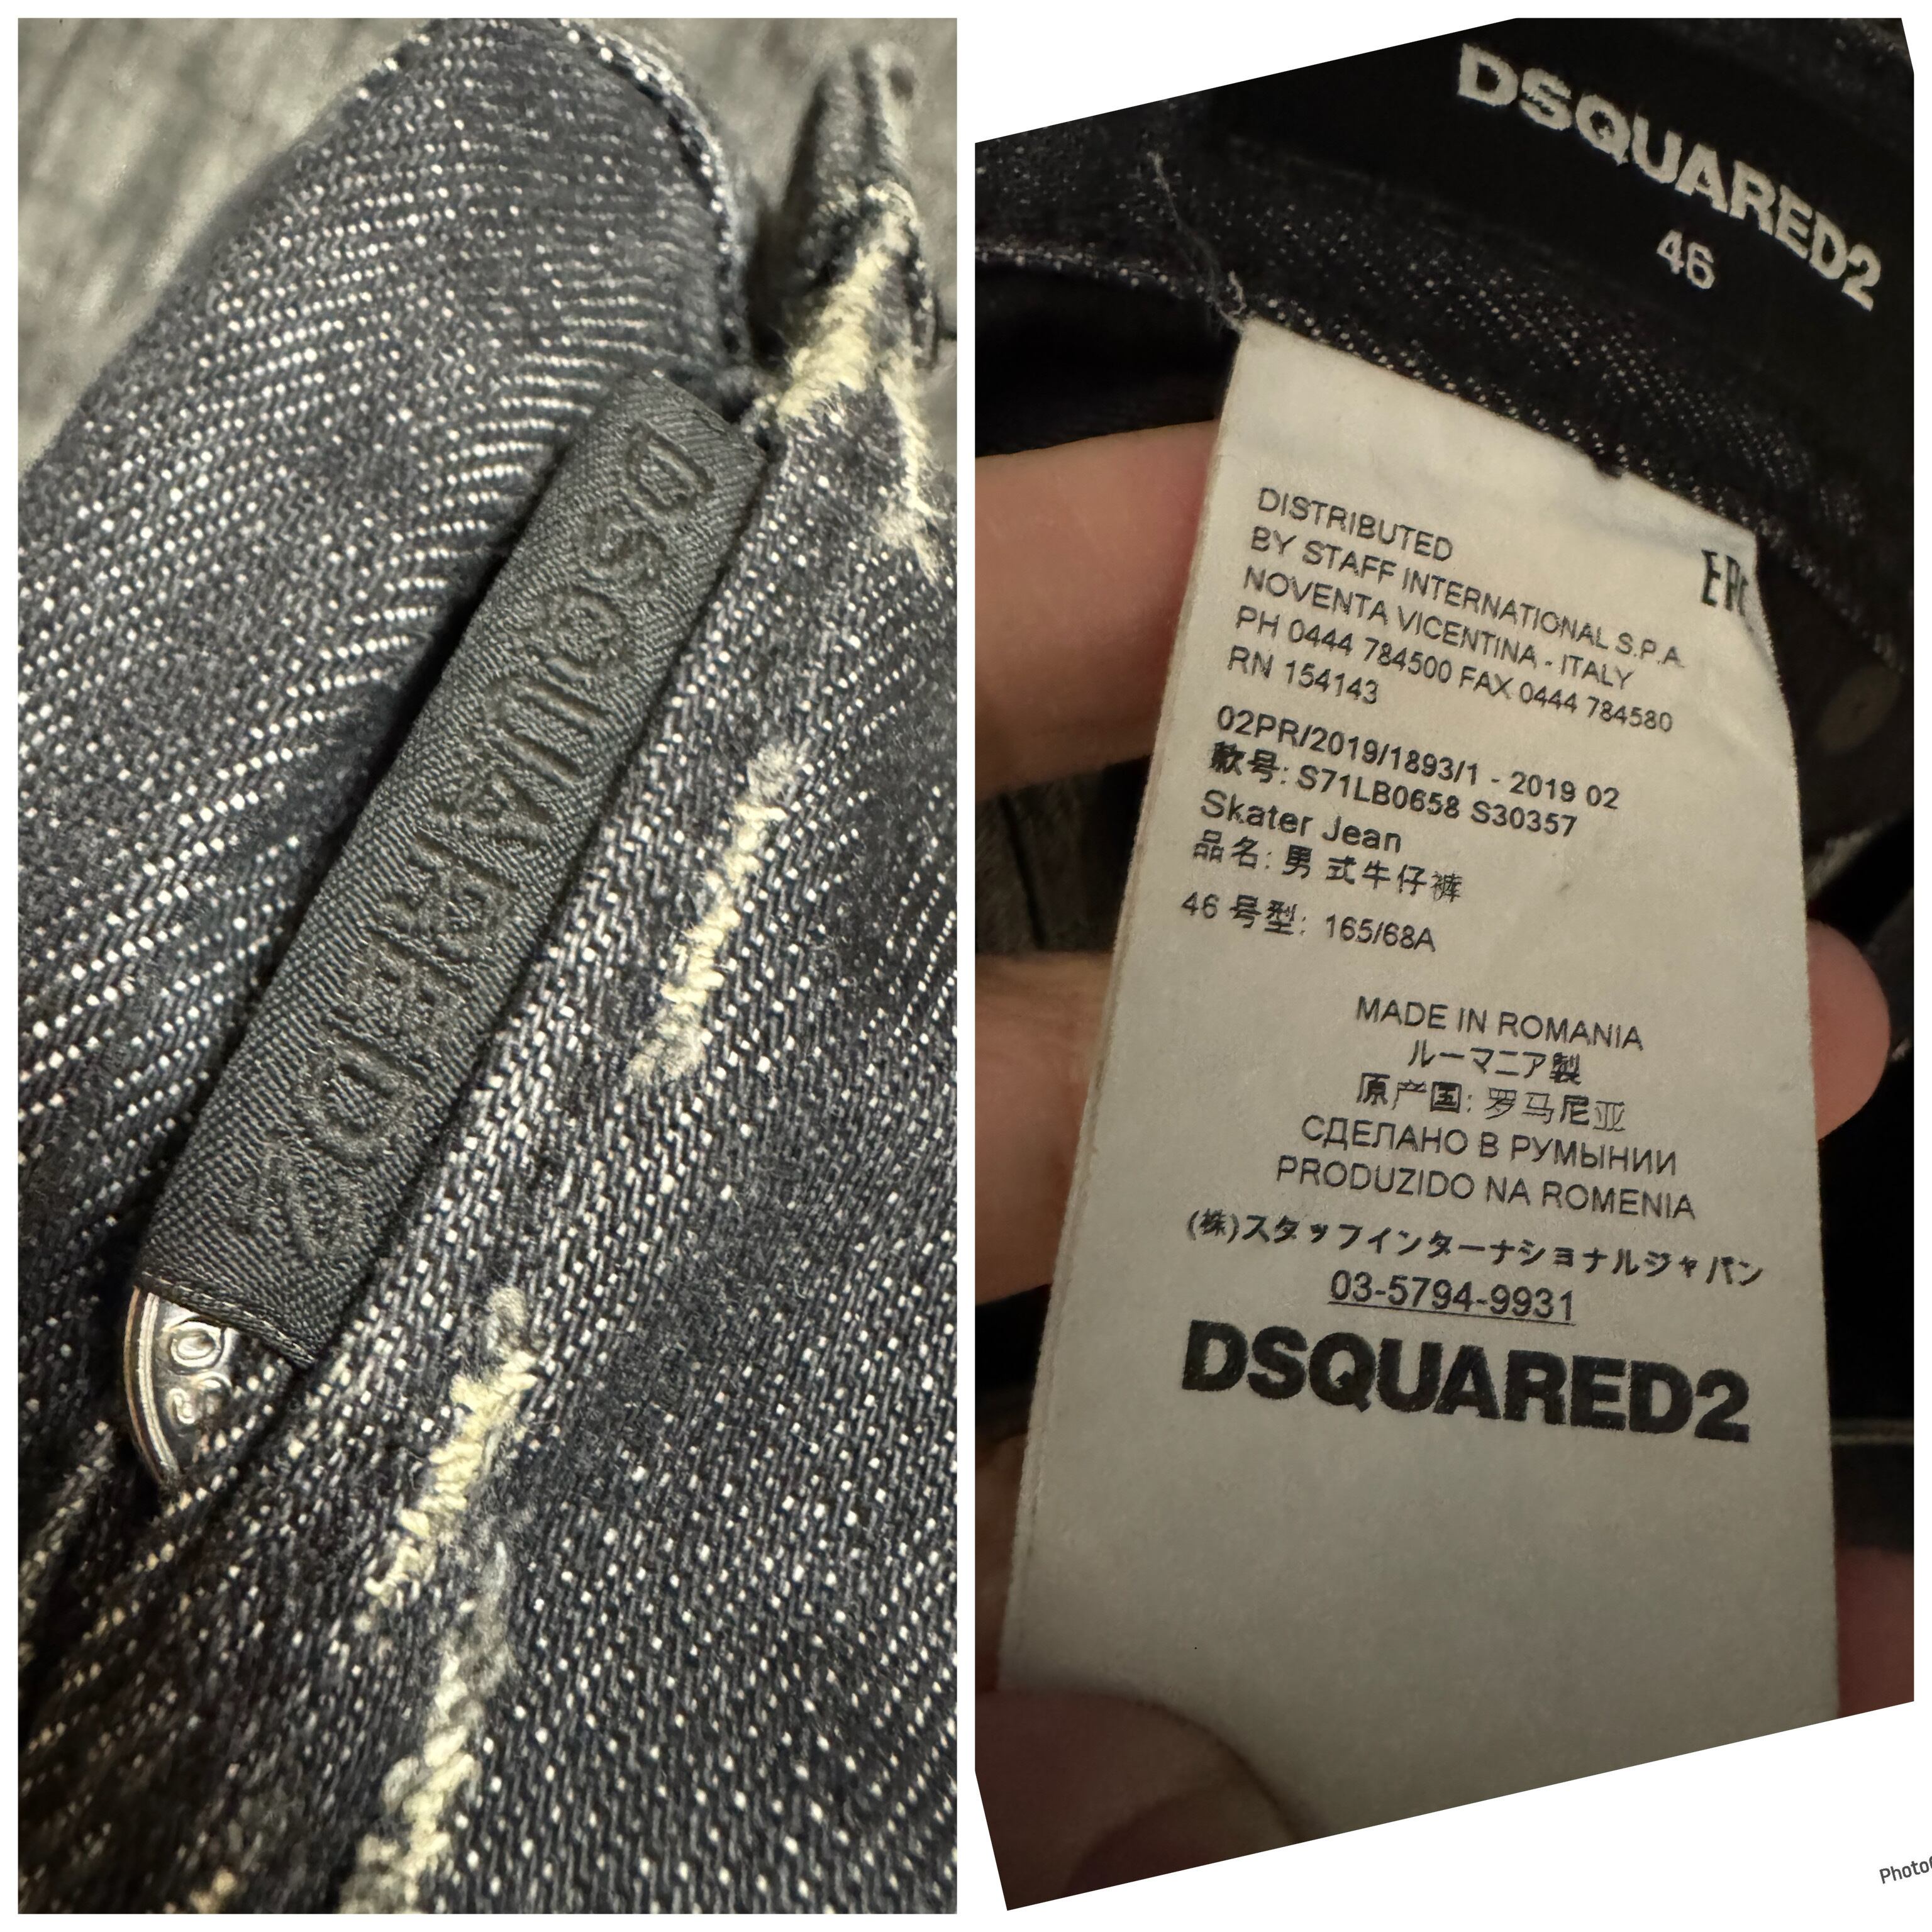 DSQUARED2
DSQUARED2
46
DISTRIBUTED
BY STAFF INTERNATIONAL S.P.A.
NOVENTA VICENTINA - ITALY
PH 0444 784500 FAX 0444 784580
RN 154143
02PR/2019/1893/1 - 2019 02
款号: S71LB0658 S30357
Skater Jean
品名: 男式牛仔裤
46 号型: 165/68A
MADE IN ROMANIA
ルーマニア製
原产国: 罗马尼亚
СДЕЛАНО В РУМЫНИИ
PRODUZIDO NA ROMENIA
(株)スタッフインターナショナルジャパン
03-5794-9931
DSQUARED2